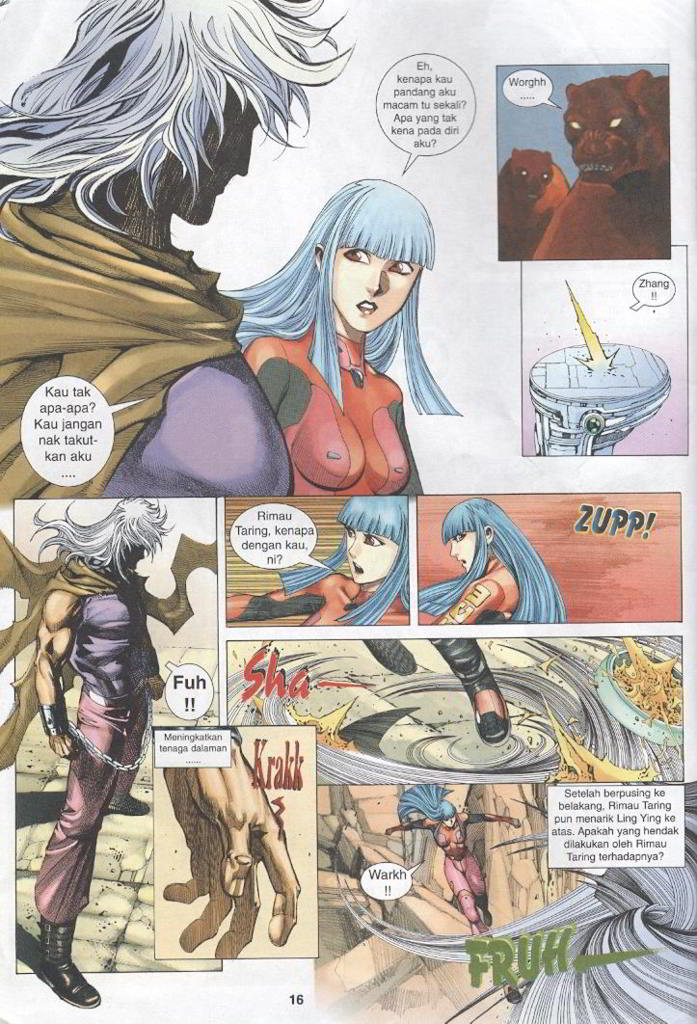 Eh,
kenapa kau
pandang aku
macam tu sekali?
Apa yang tak
kena pada diri
aku?
Worghh
.....
Zhang
!!
Kau tak
apa-apa?
Kau jangan
nak takut-
kan aku
....
Rimau
Taring, kenapa
dengan kau,
ni?
ZUPP!
Fuh
!!
Sha
Meningkatkan
tenaga dalaman
......
Krakk
Setelah berpusing ke
belakang, Rimau Taring
pun menarik Ling Ying ke
atas. Apakah yang hendak
dilakukan oleh Rimau
Taring terhadapnya?
Warkh
!!
FRUH
16